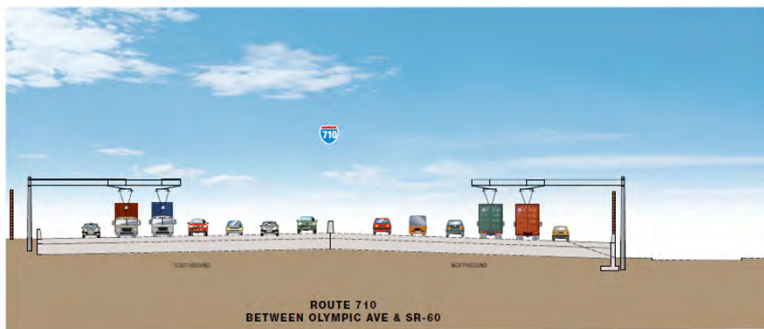 710
SOUTHBOUND
NORTHBOUND
ROUTE 710
BETWEEN OLYMPIC AVE & SR-60